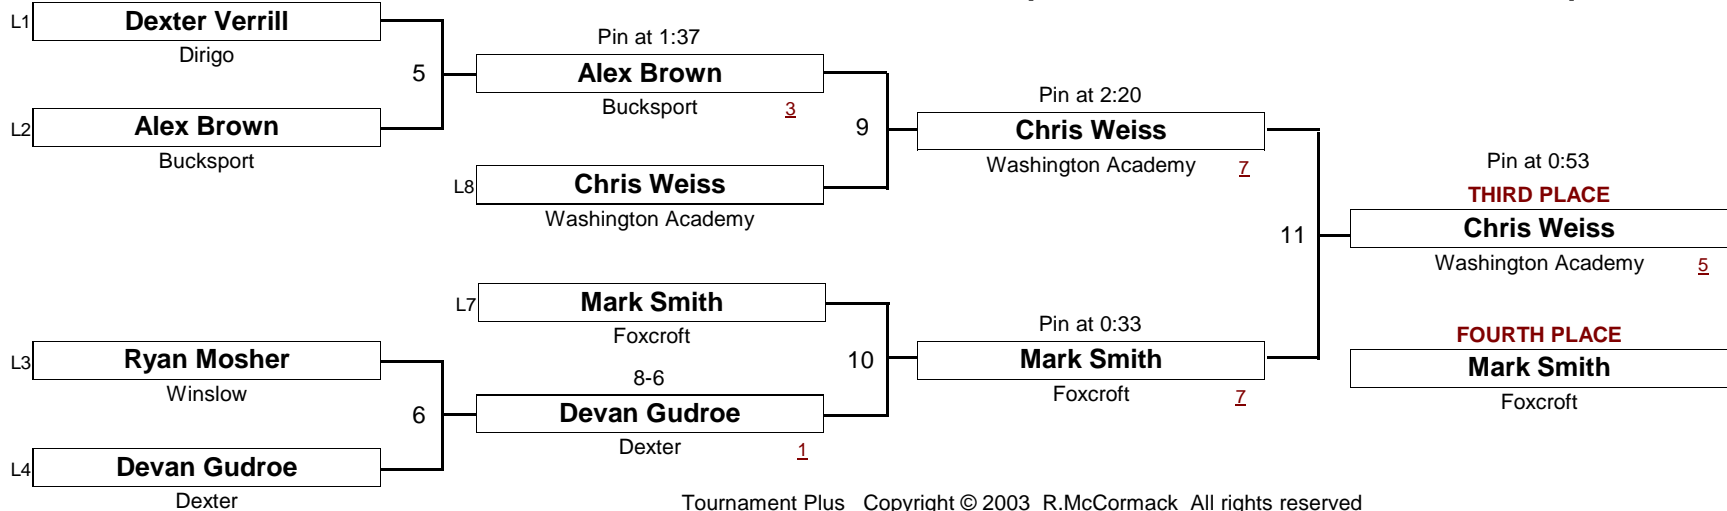 L1
Dexter Verrill
Dirigo
5
L2
Alex Brown
Bucksport
Pin at 1:37
Alex Brown
Bucksport 3
9
L8
Chris Weiss
Washington Academy
Pin at 2:20
Chris Weiss
Washington Academy 7
L3
Ryan Mosher
Winslow
6
L4
Devan Gudroe
Dexter
L7
Mark Smith
Foxcroft
10
8-6
Devan Gudroe
Dexter 1
Pin at 0:33
Mark Smith
Foxcroft 7
11
Pin at 0:53
THIRD PLACE
Chris Weiss
Washington Academy 5
FOURTH PLACE
Mark Smith
Foxcroft
Tournament Plus Copyright © 2003 R.McCormack All rights reserved